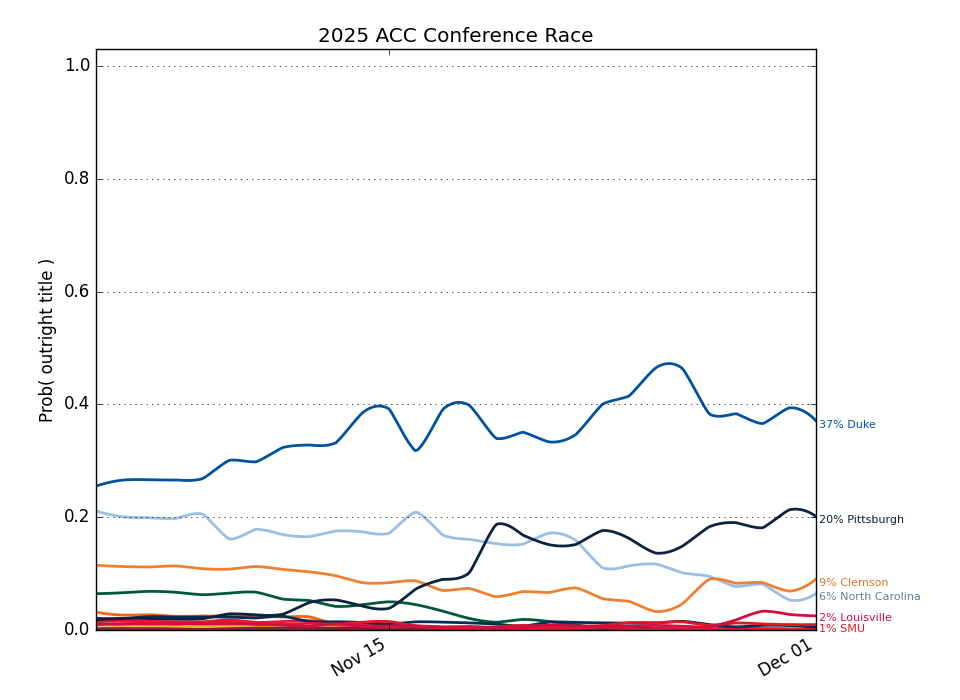 2025 ACC Conference Race
Prob( outright title )
1.0
0.8
0.6
0.4
0.2
0.0
37% Duke
20% Pittsburgh
9% Clemson
6% North Carolina
2% Louisville
1% SMU
Nov 15
Dec 01